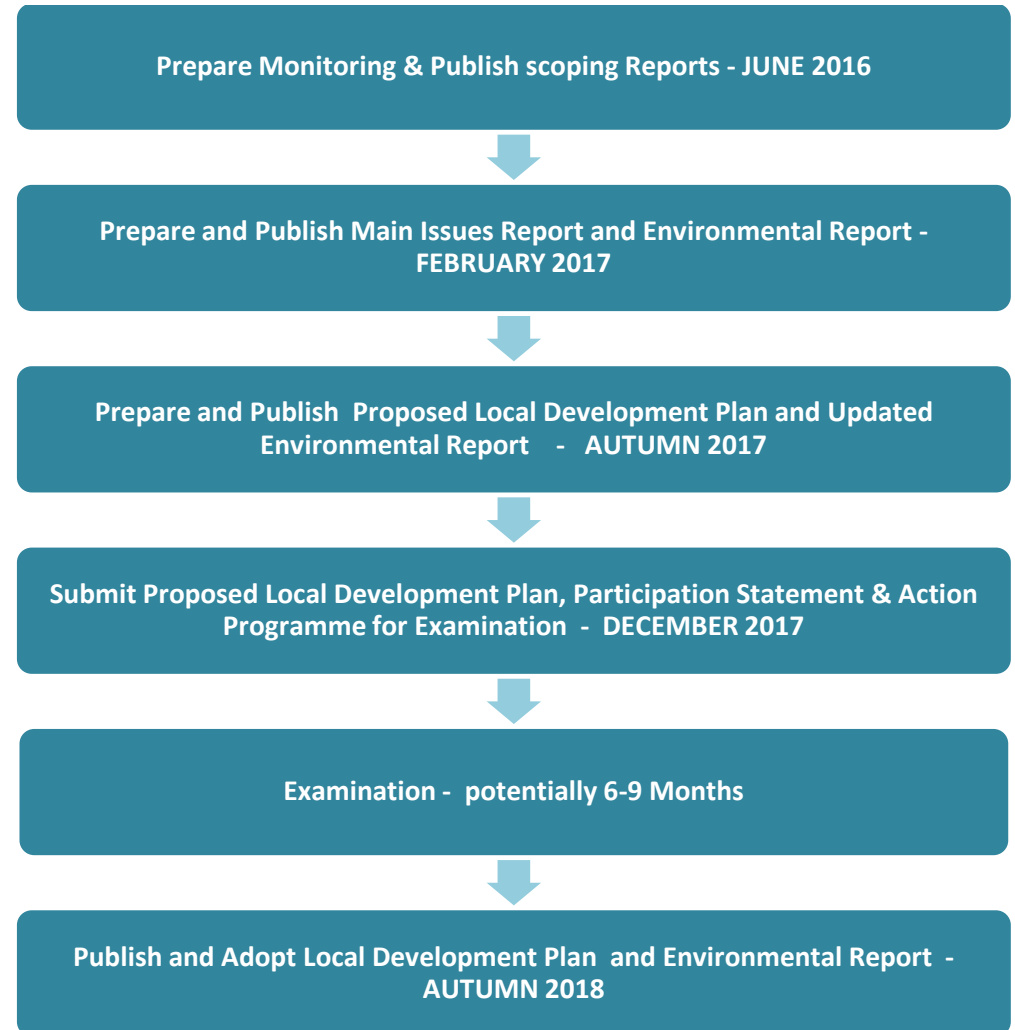 Prepare Monitoring & Publish scoping Reports - JUNE 2016
Prepare and Publish Main Issues Report and Environmental Report -
FEBRUARY 2017
Prepare and Publish  Proposed Local Development Plan and Updated
Environmental Report    -   AUTUMN 2017
Submit Proposed Local Development Plan, Participation Statement & Action
Programme for Examination  -  DECEMBER 2017
Examination -  potentially 6-9 Months
Publish and Adopt Local Development Plan  and Environmental Report  -
AUTUMN 2018